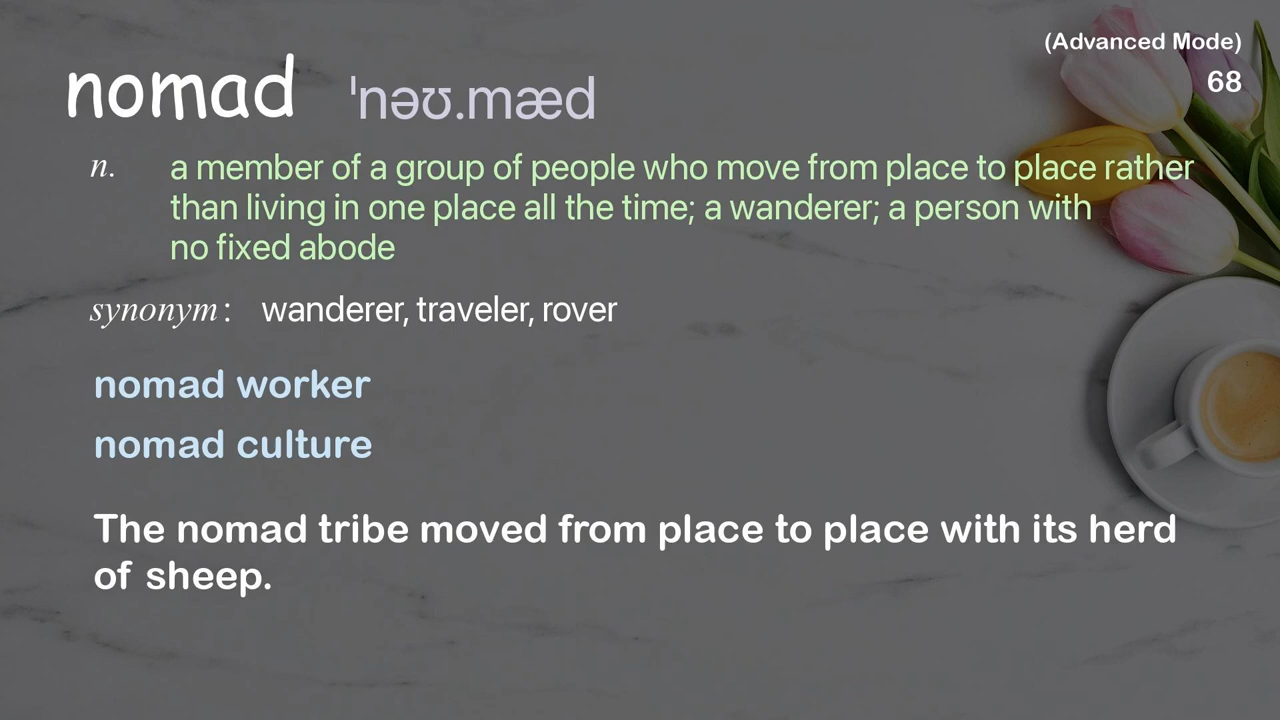 (Advanced Mode)
68
nomad ˈnəʊ.mæd
n. a member of a group of people who move from place to place rather
than living in one place all the time; a wanderer; a person with
no fixed abode
synonym: wanderer, traveler, rover
nomad worker
nomad culture
The nomad tribe moved from place to place with its herd
of sheep.